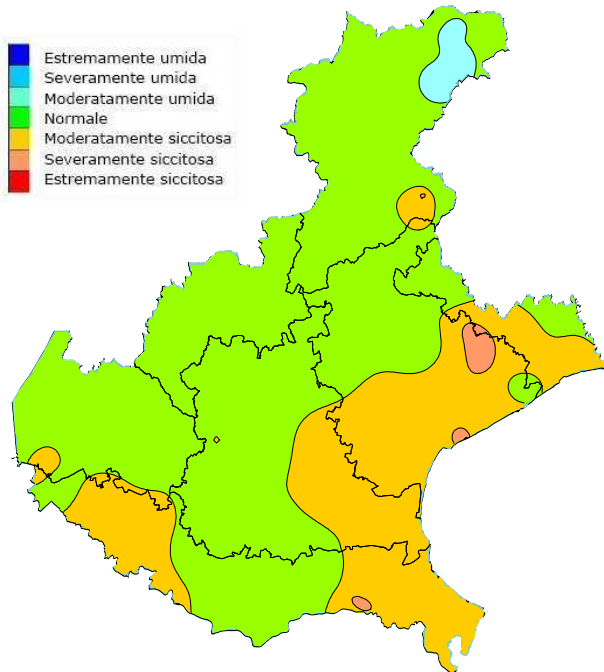 Estremamente umida
Severamente umida
Moderatamente umida
Normale
Moderatamente siccitosa
Severamente siccitosa
Estremamente siccitosa